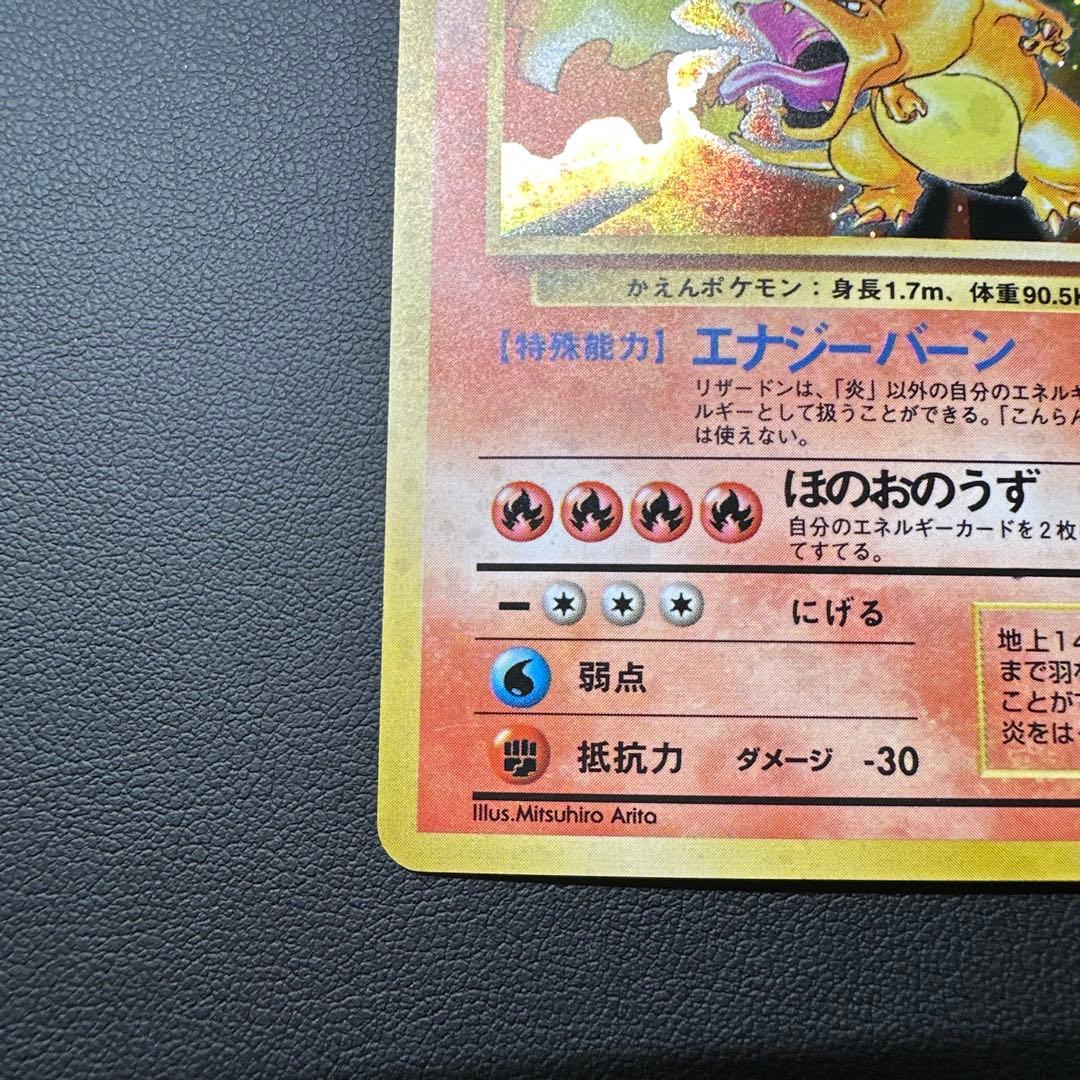 かえんポケモン：身長1.7m、体重90.5k
【特殊能力】 エナジーバーン
リザードンは、「炎」以外の自分のエネルギ
ルギーとして扱うことができる。「こんらん
は使えない。
ほのおのうず
自分のエネルギーカードを2枚
てすてる。
ー にげる
弱点
抵抗力 ダメージ -30
地上14
まで羽を
ことがで
炎をは
Illus.Mitsuhiro Arita